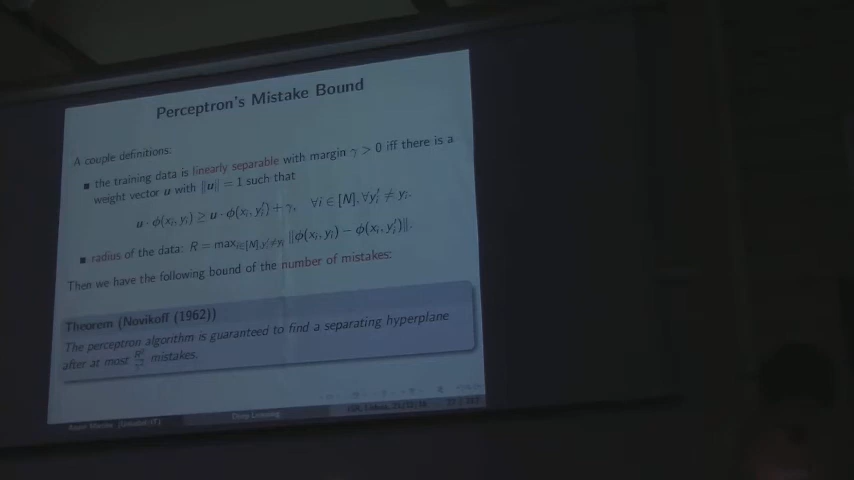 Perceptron's Mistake Bound
A couple definitions:
the training data is linearly separable with margin γ > 0 iff there is a
weight vector u with ‖u‖ = 1 such that
u · ϕ(xᵢ, yᵢ) ≥ u · ϕ(xᵢ, y′ᵢ) + γ, ∀i ∈ [N], ∀y′ᵢ ≠ yᵢ.
radius of the data: R = max_{i∈[N], y′ᵢ≠yᵢ} ‖ϕ(xᵢ, yᵢ) − ϕ(xᵢ, y′ᵢ)‖.
Then we have the following bound of the number of mistakes:
Theorem (Novikoff (1962))
The perceptron algorithm is guaranteed to find a separating hyperplane
after at most R²/γ² mistakes.
Deep Learning